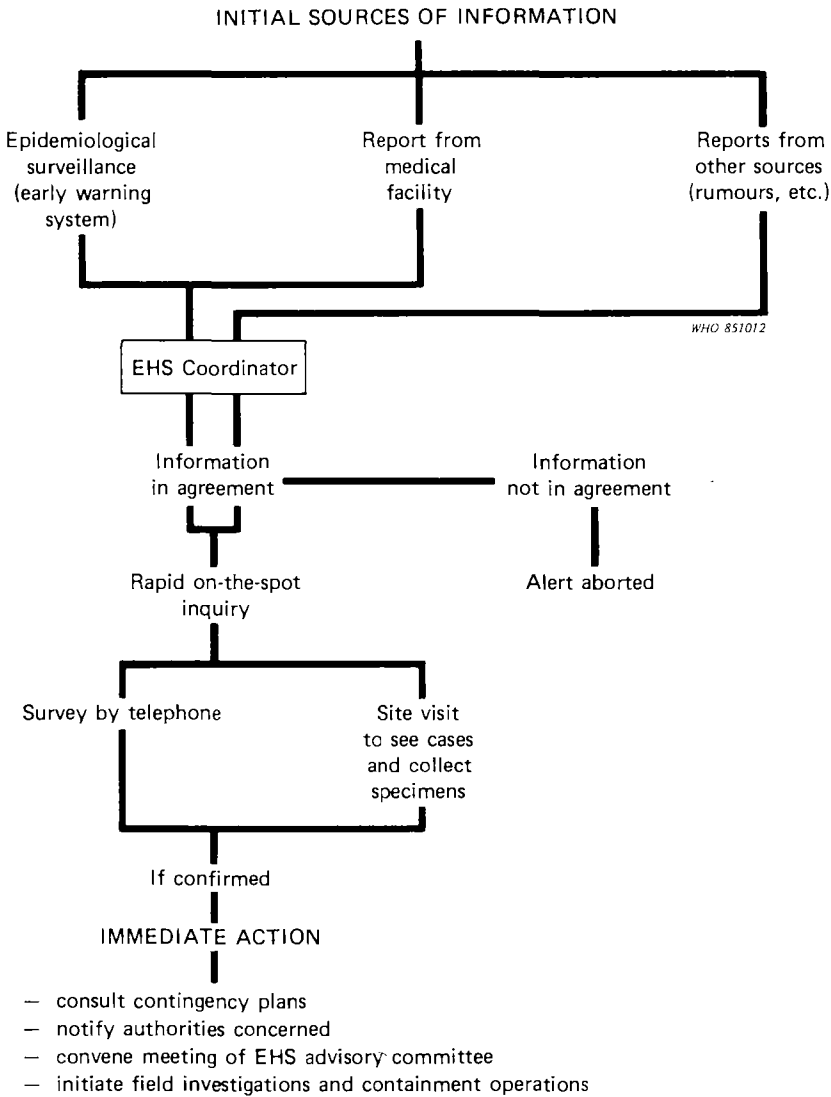 INITIAL SOURCES OF INFORMATION
Epidemiological
surveillance
(early warning
system)
Report from
medical
facility
Reports from
other sources
(rumours, etc.)
WHO 851012
EHS Coordinator
Information
in agreement
Information
not in agreement
Rapid on-the-spot
inquiry
Alert aborted
Survey by telephone
Site visit
to see cases
and collect
specimens
If confirmed
IMMEDIATE ACTION
— consult contingency plans
— notify authorities concerned
— convene meeting of EHS advisory committee
— initiate field investigations and containment operations